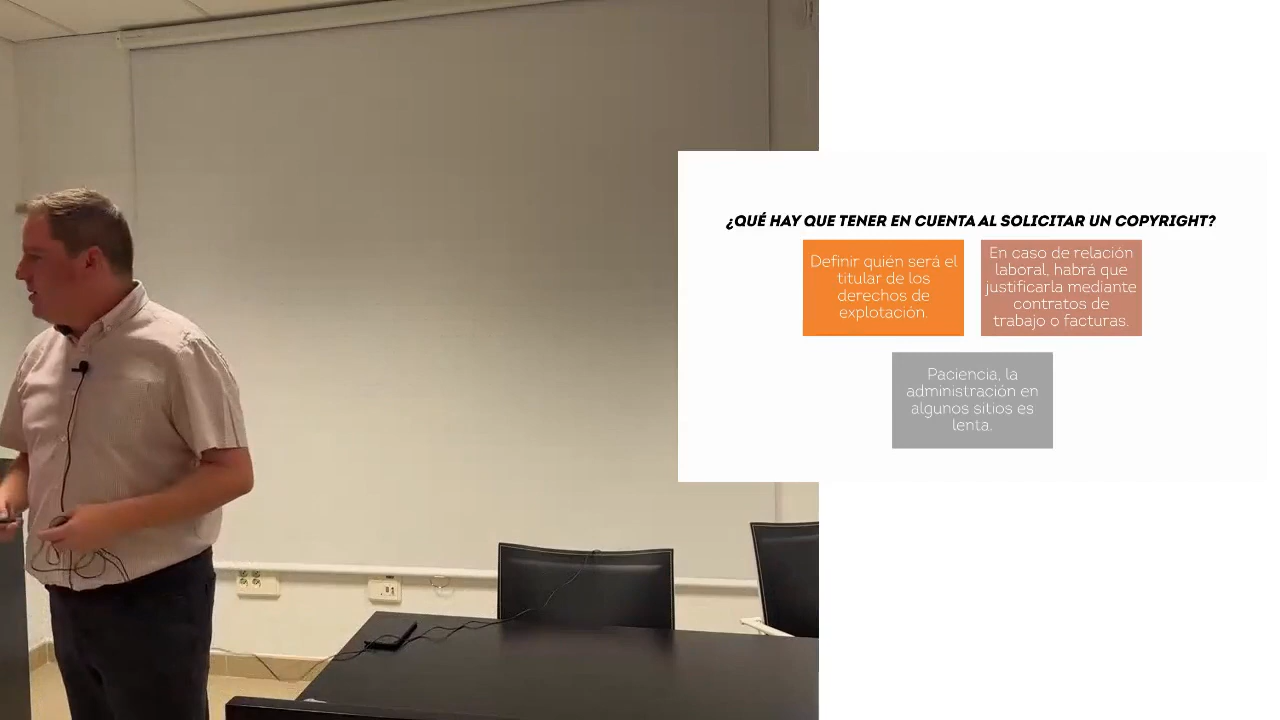 ¿QUÉ HAY QUE TENER EN CUENTA AL SOLICITAR UN COPYRIGHT?
Definir quién será el
titular de los
derechos de
explotación.
En caso de relación
laboral, habrá que
justificarla mediante
contratos de
trabajo o facturas.
Paciencia, la
administración en
algunos sitios es
lenta.